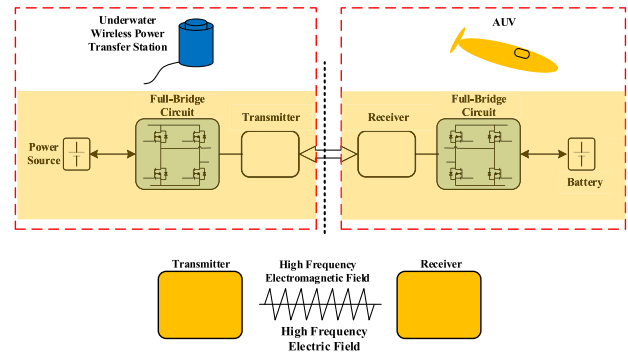 Underwater
Wireless Power
Transfer Station
AUV
Full-Bridge
Circuit
Transmitter
Receiver
Full-Bridge
Circuit
Power
Source
Battery
Transmitter
High Frequency
Electromagnetic Field
Receiver
High Frequency
Electric Field